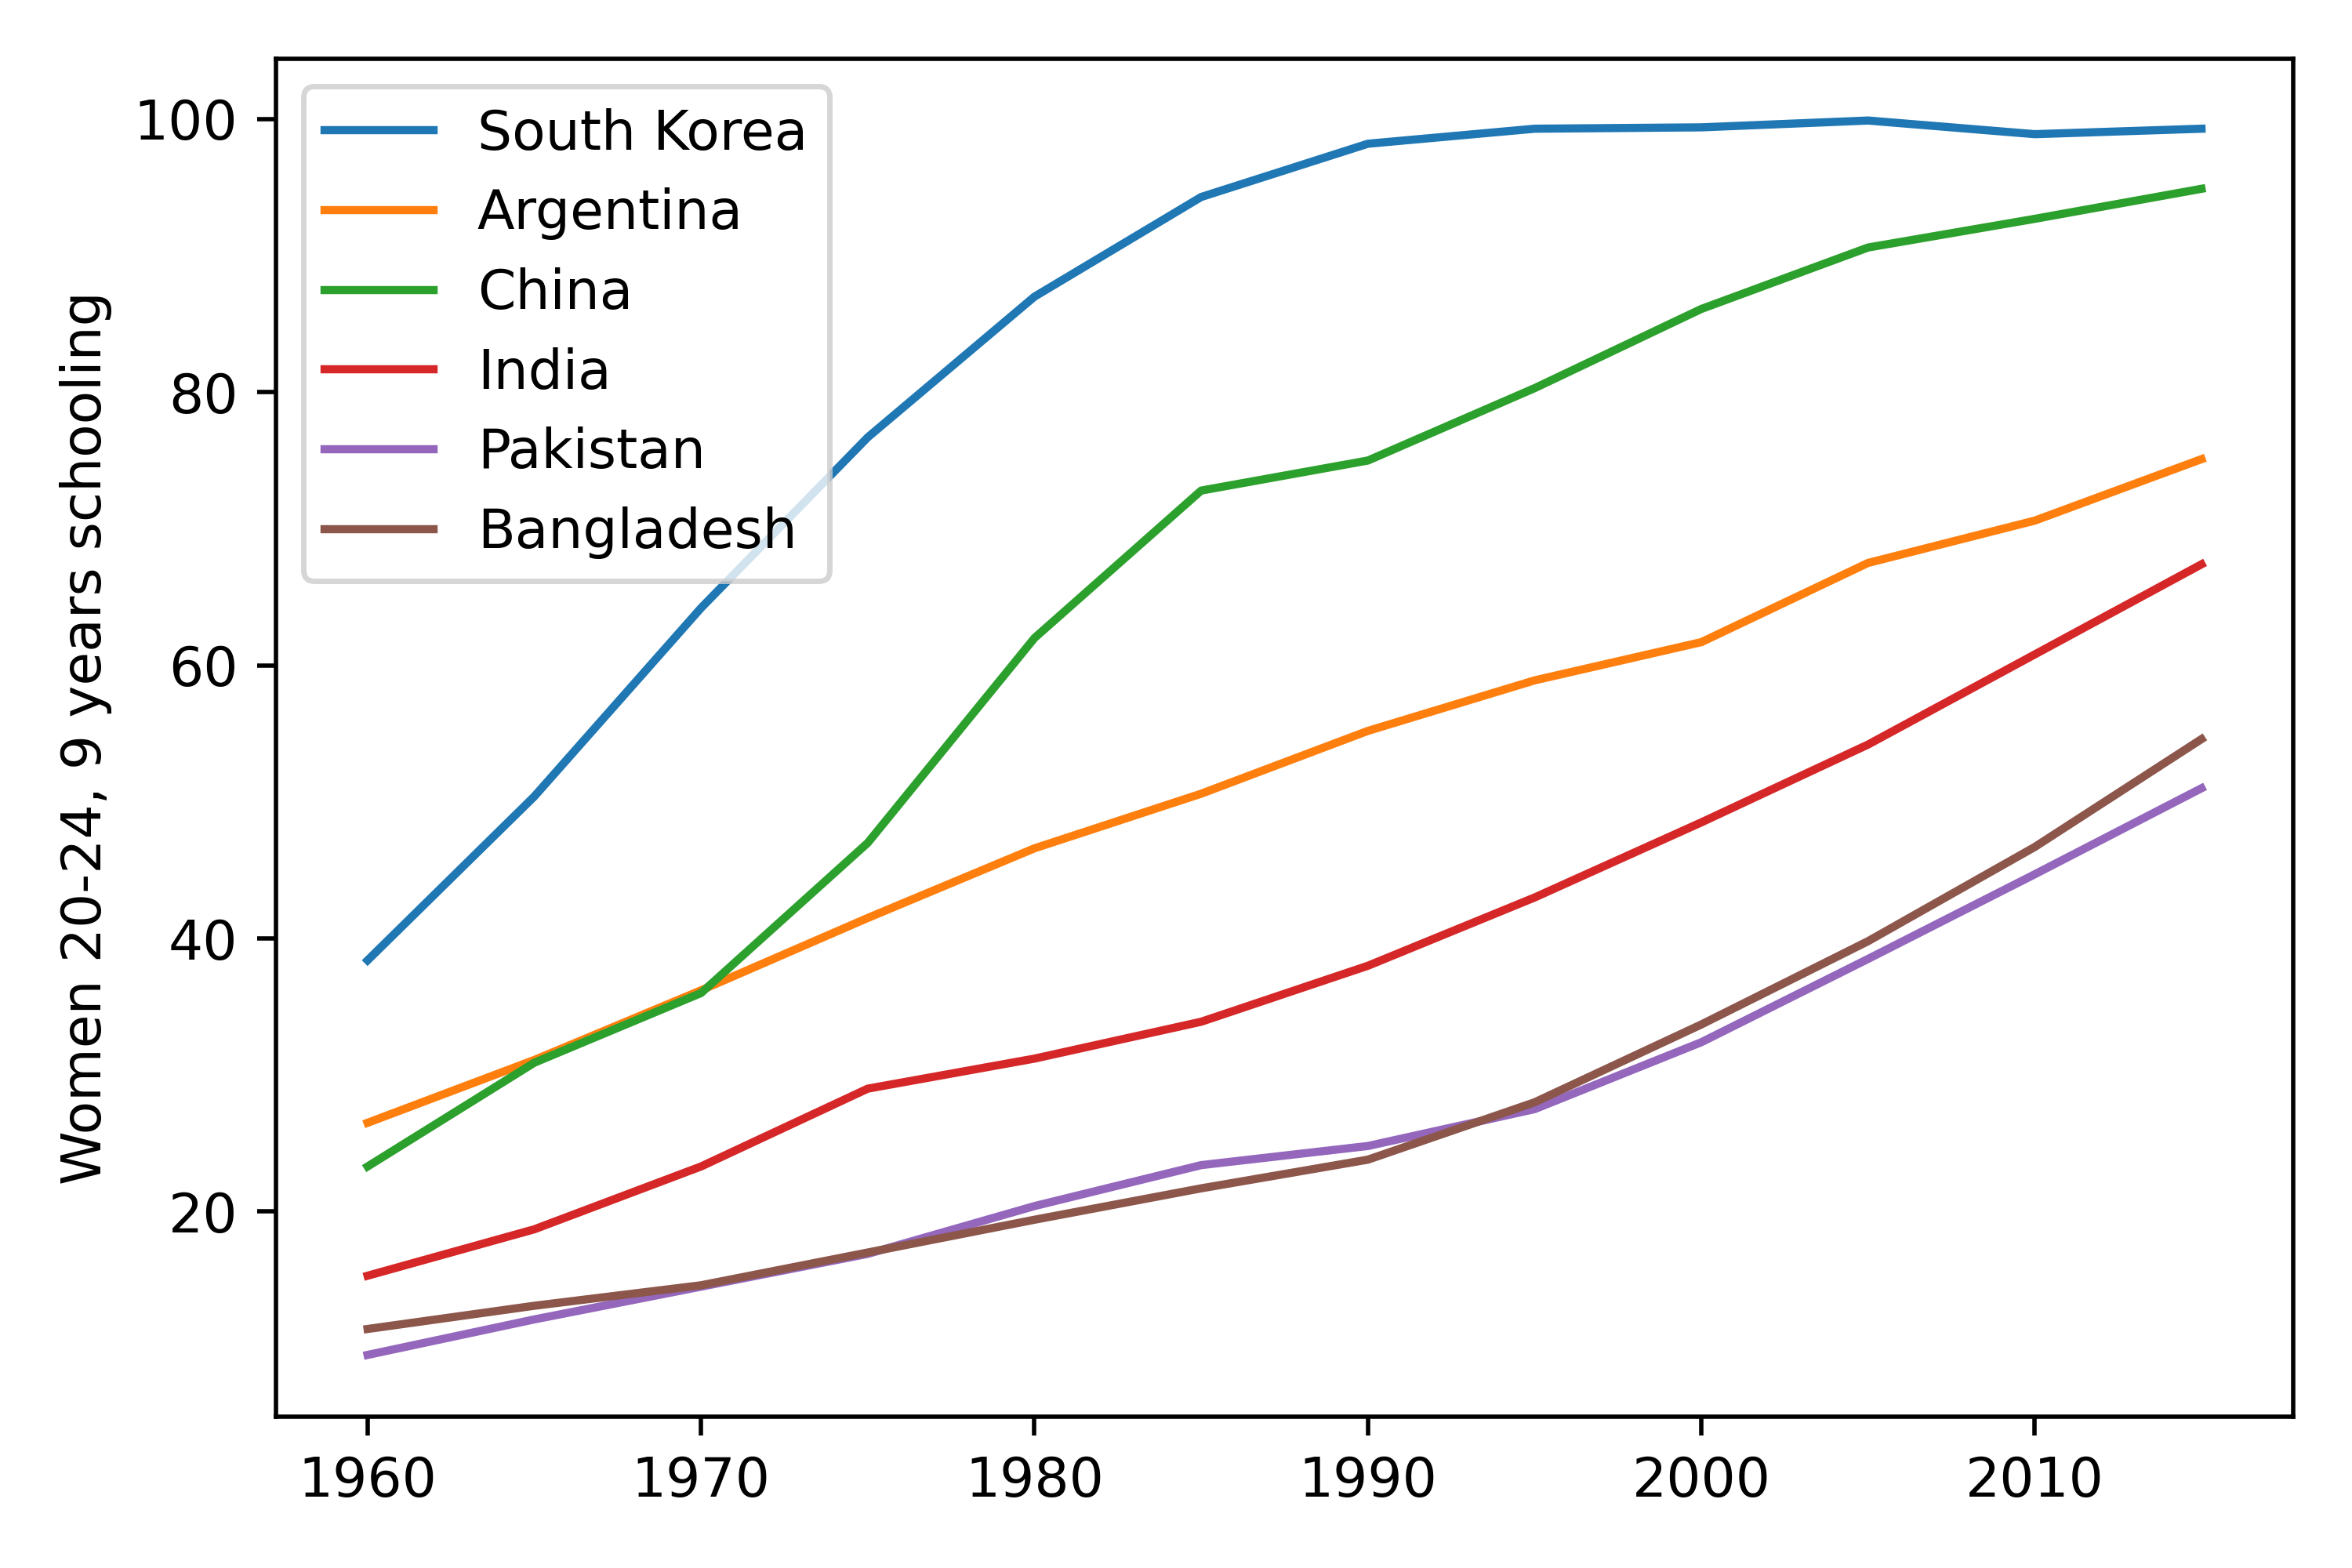 Women 20-24, 9 years schooling
100
80
60
40
20
South Korea
Argentina
China
India
Pakistan
Bangladesh
1960 1970 1980 1990 2000 2010